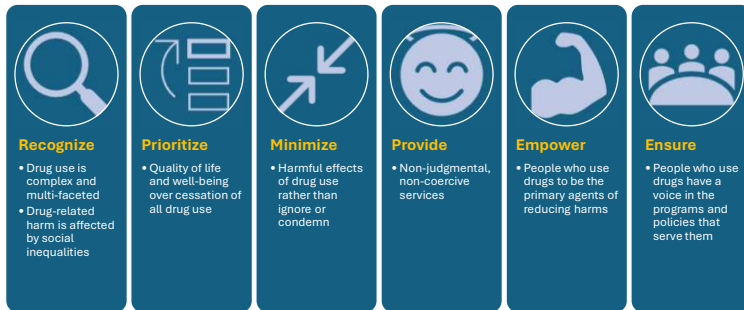 Recognize
• Drug use is
complex and
multi-faceted
• Drug-related
harm is affected
by social
inequalities
Prioritize
• Quality of life
and well-being
over cessation of
all drug use
Minimize
• Harmful effects
of drug use
rather than
ignore or
condemn
Provide
• Non-judgmental,
non-coercive
services
Empower
• People who use
drugs to be the
primary agents of
reducing harms
Ensure
• People who use
drugs have a
voice in the
programs and
policies that
serve them